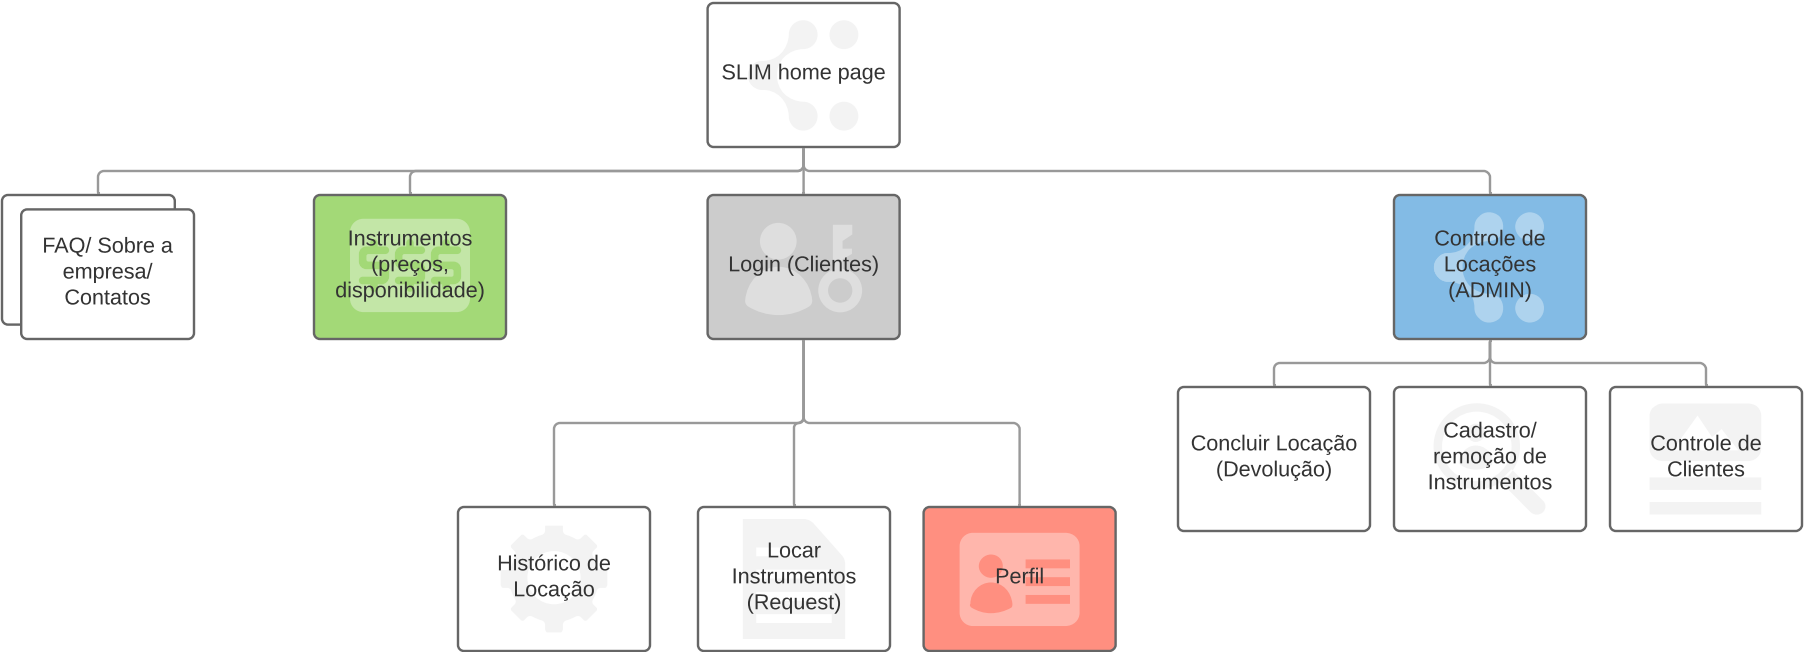 SLIM home page
FAQ/ Sobre a
empresa/
Contatos
Instrumentos
(preços,
disponibilidade)
Login (Clientes)
Controle de
Locações
(ADMIN)
Histórico de
Locação
Locar
Instrumentos
(Request)
Perfil
Concluir Locação
(Devolução)
Cadastro/
remoção de
Instrumentos
Controle de
Clientes